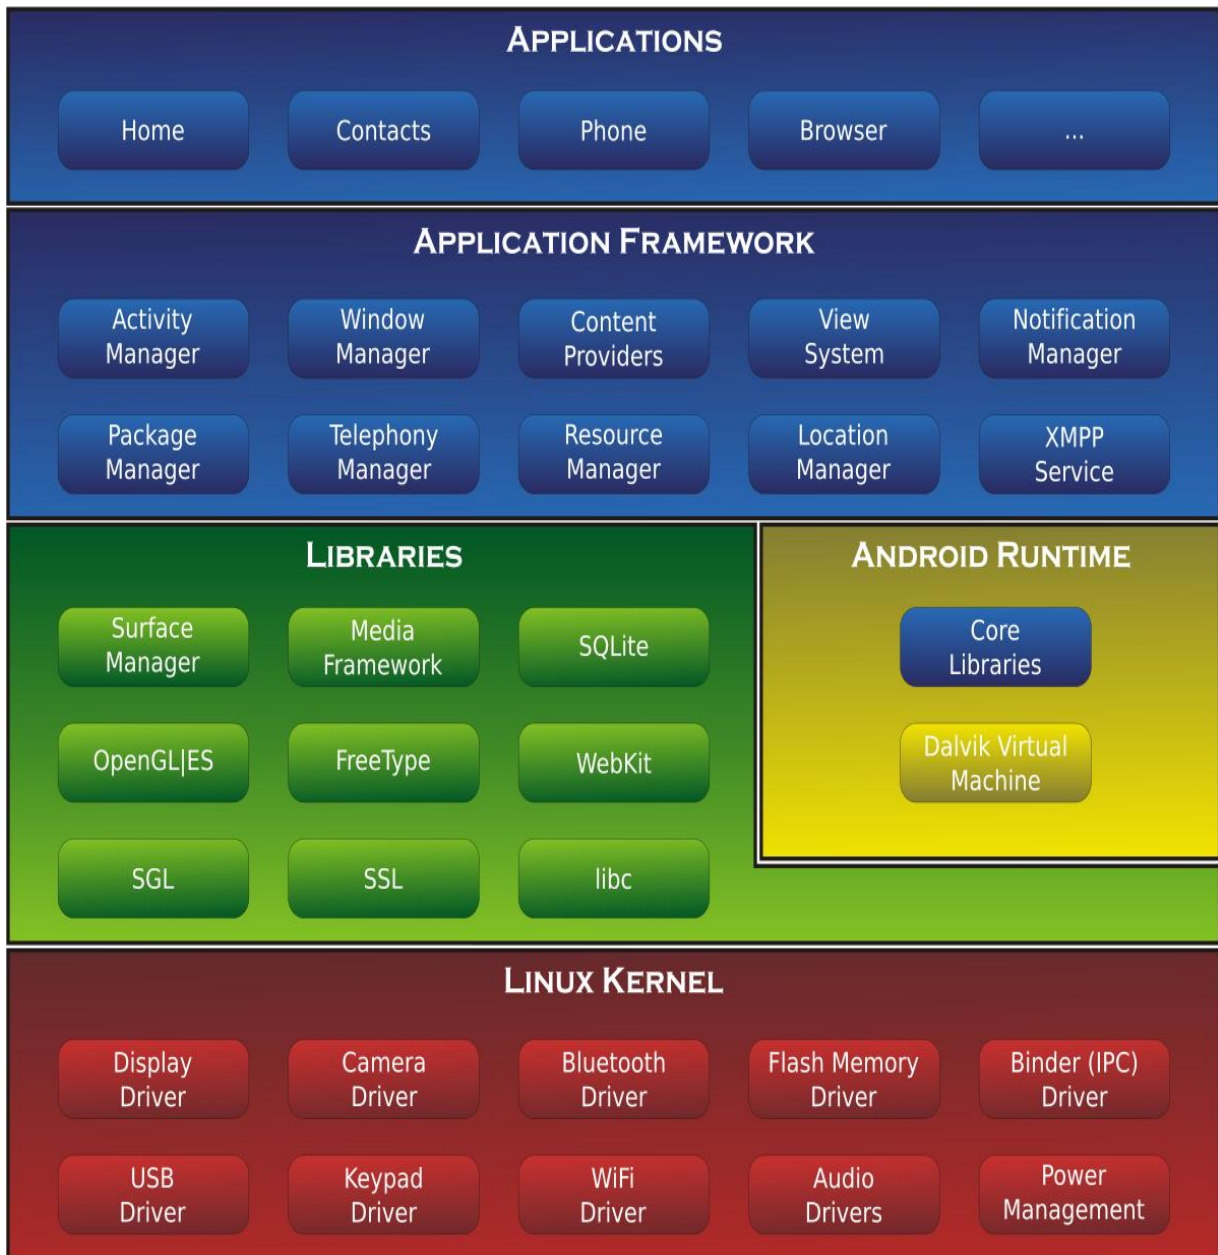 APPLICATIONS
Home
Contacts
Phone
Browser
...
APPLICATION FRAMEWORK
Activity
Manager
Window
Manager
Content
Providers
View
System
Notification
Manager
Package
Manager
Telephony
Manager
Resource
Manager
Location
Manager
XMPP
Service
LIBRARIES
Surface
Manager
Media
Framework
SQLite
OpenGL|ES
FreeType
WebKit
SGL
SSL
libc
ANDROID RUNTIME
Core
Libraries
Dalvik Virtual
Machine
LINUX KERNEL
Display
Driver
Camera
Driver
Bluetooth
Driver
Flash Memory
Driver
Binder (IPC)
Driver
USB
Driver
Keypad
Driver
WiFi
Driver
Audio
Drivers
Power
Management